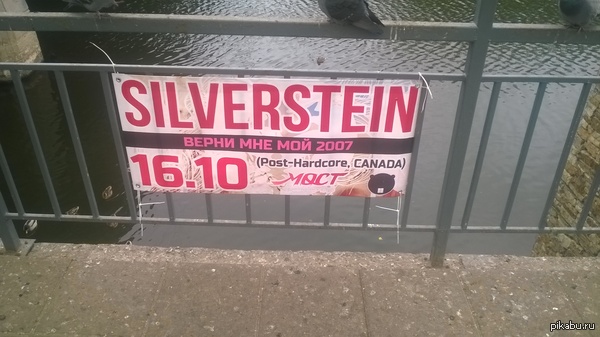 SILVERSTEIN
ВЕРНИ МНЕ МОЙ 2007
16.10 (Post-Hardcore, CANADA)
МОСТ
pikabu.ru